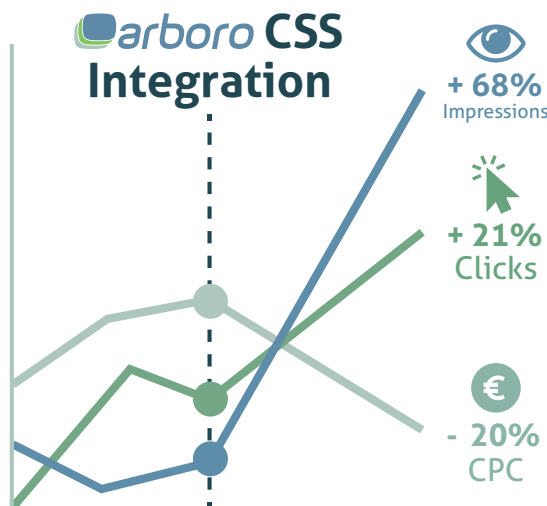 arboro CSS
Integration
+ 68%
Impressions
+ 21%
Clicks
€
- 20%
CPC